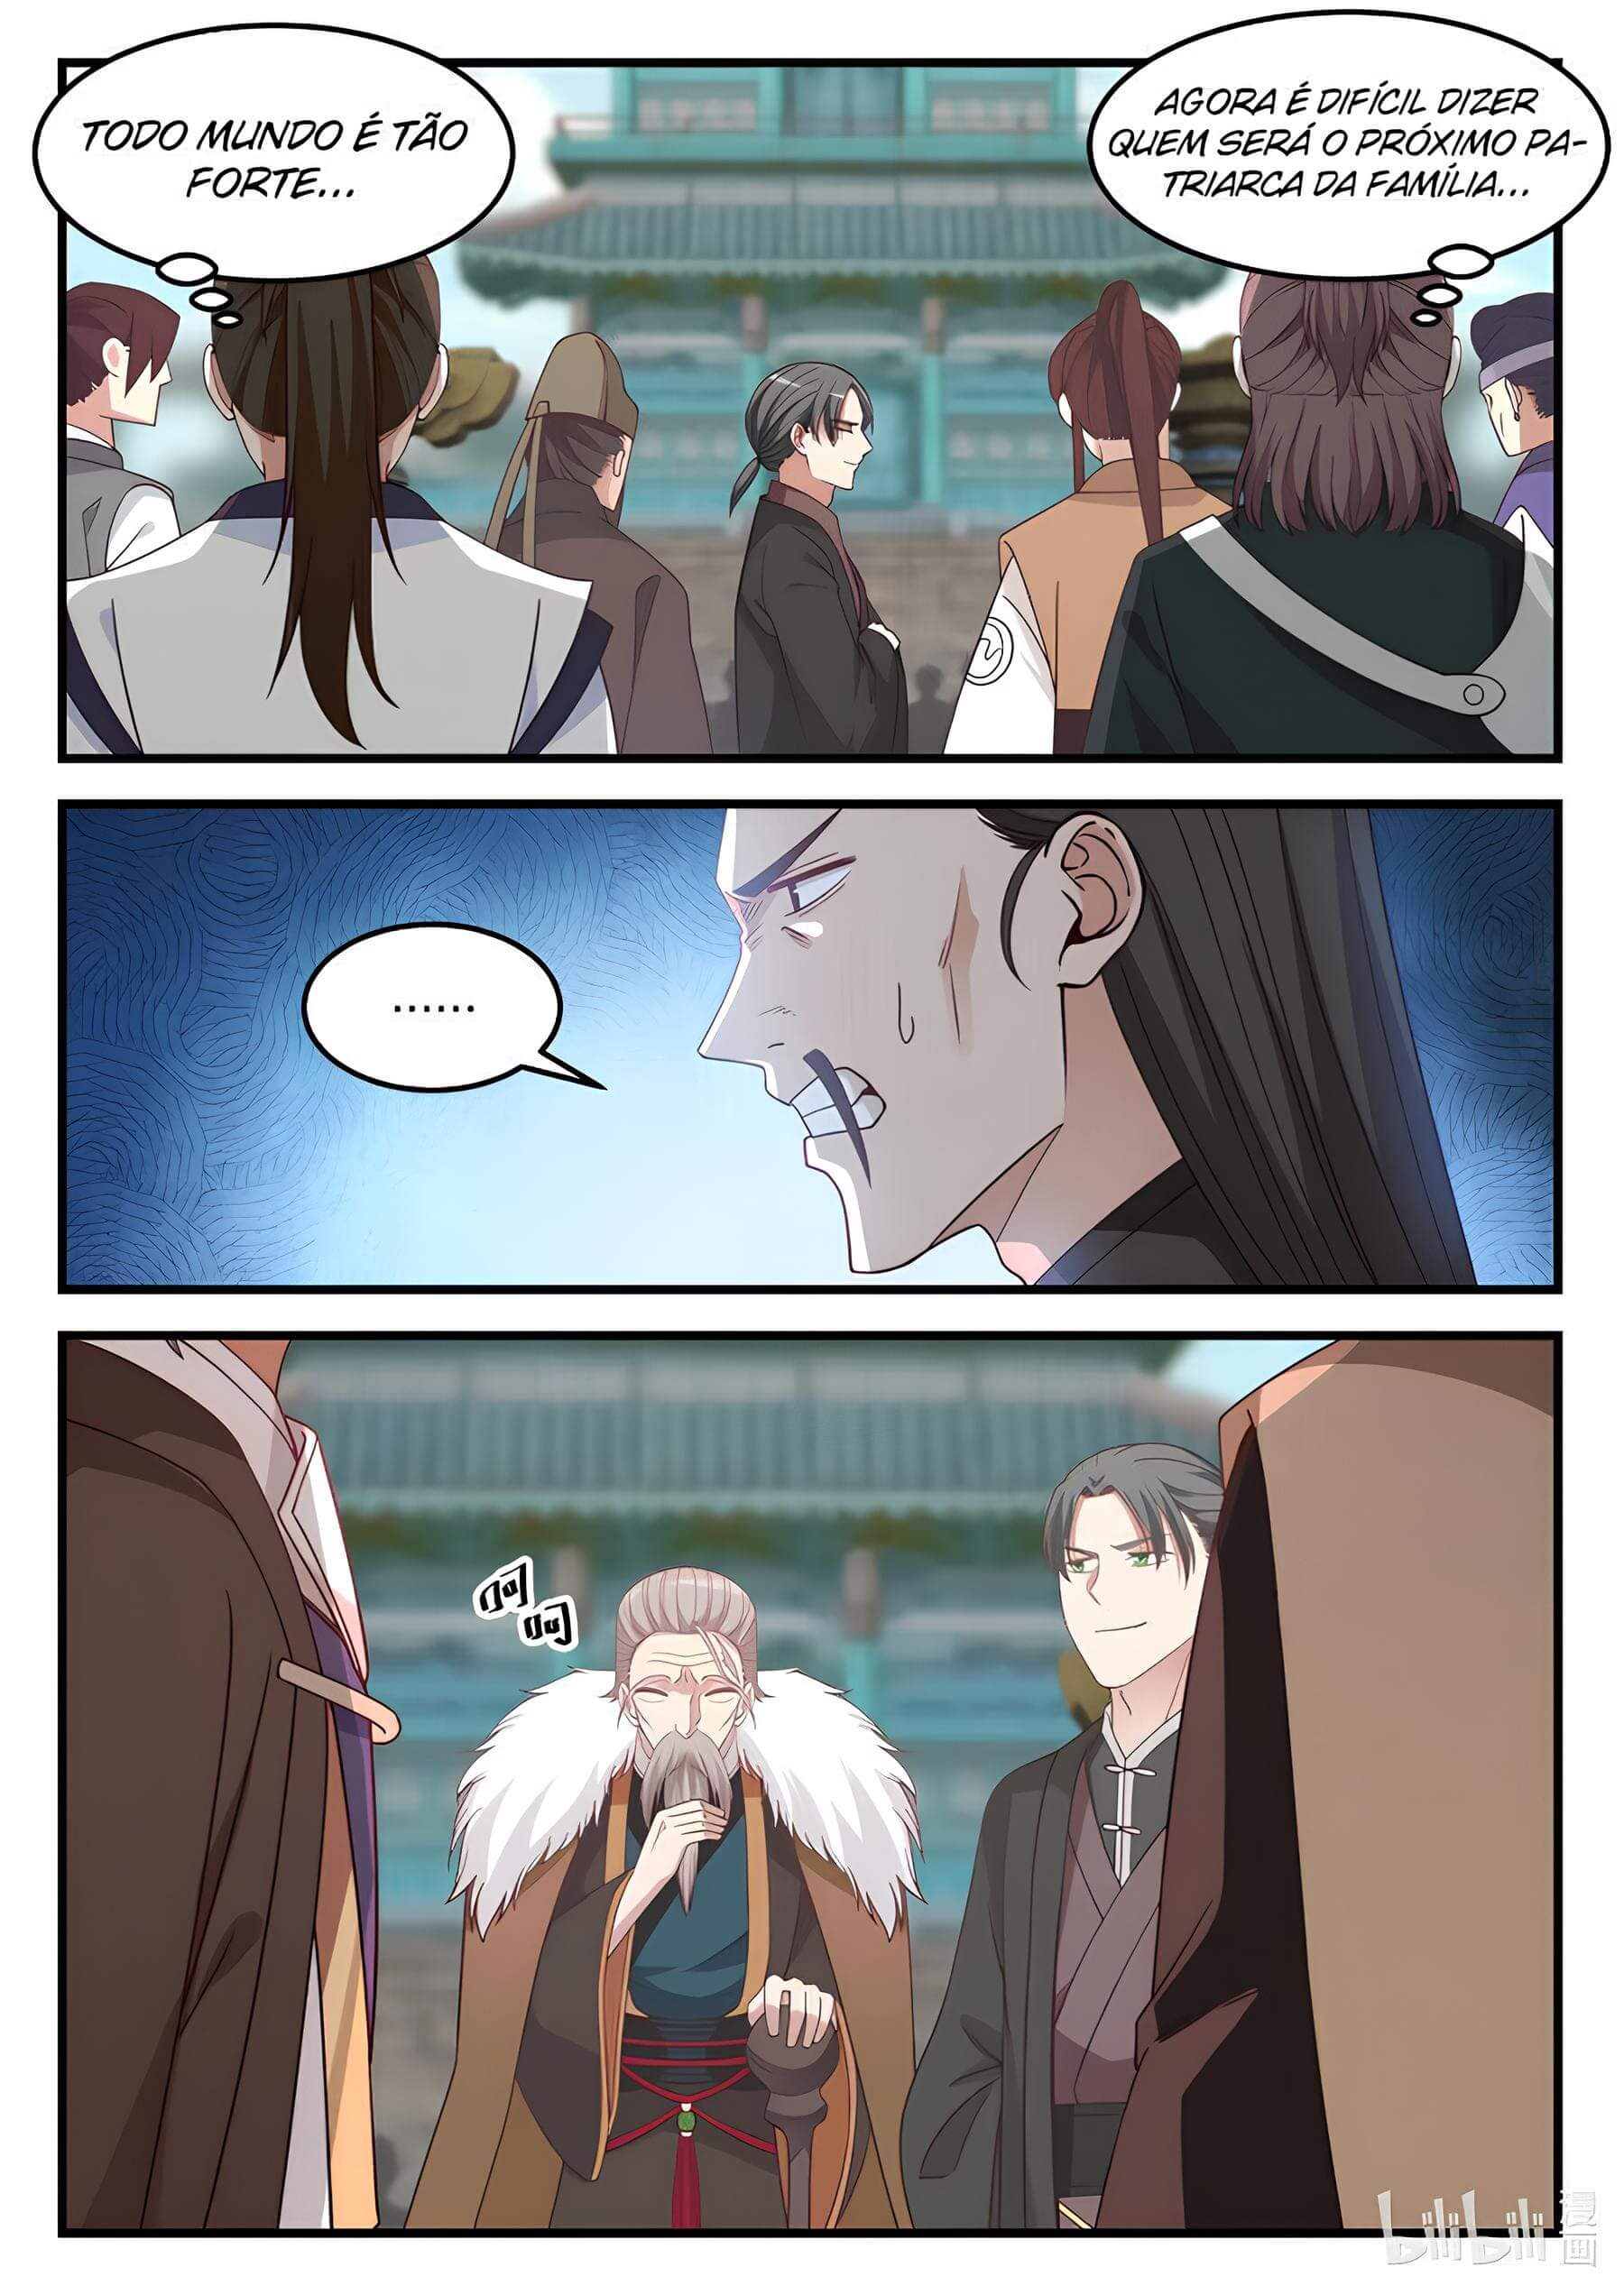 TODO MUNDO É TÃO
FORTE...
AGORA É DIFÍCIL DIZER
QUEM SERÁ O PRÓXIMO PA-
TRIARCA DA FAMÍLIA...
......
呵
呵
bilibili
漫画